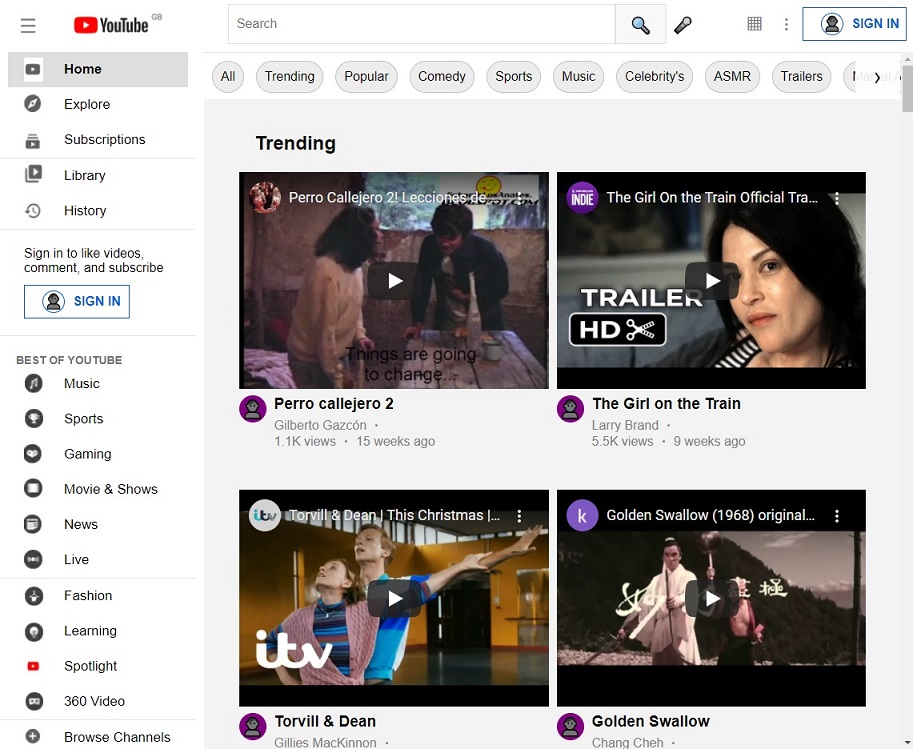 YouTube GB
Search
SIGN IN
Home
Explore
Subscriptions
Library
History
Sign in to like videos,
comment, and subscribe
SIGN IN
BEST OF YOUTUBE
Music
Sports
Gaming
Movie & Shows
News
Live
Fashion
Learning
Spotlight
360 Video
Browse Channels
All
Trending
Popular
Comedy
Sports
Music
Celebrity's
ASMR
Trailers
Trending
Perro Callejero 2! Lecciones de
Things are going
to change...
Perro callejero 2
Gilberto Gazcón •
1.1K views • 15 weeks ago
INDIE
The Girl On the Train Official Tra...
TRAILER
HD
The Girl on the Train
Larry Brand •
5.5K views • 9 weeks ago
itv
Torvill & Dean | This Christmas |...
itv
Torvill & Dean
Gillies MacKinnon •
k
Golden Swallow (1968) original...
Golden Swallow
Chang Cheh •